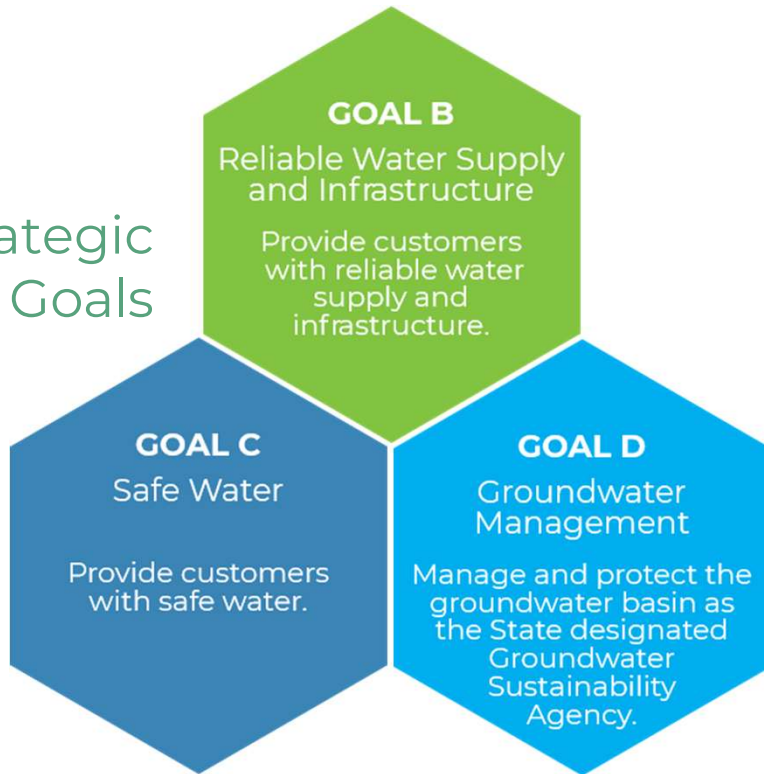 rategic
Goals
GOAL B
Reliable Water Supply
and Infrastructure
Provide customers
with reliable water
supply and
infrastructure.
GOAL C
Safe Water
Provide customers
with safe water.
GOAL D
Groundwater
Management
Manage and protect the
groundwater basin as
the State designated
Groundwater
Sustainability
Agency.